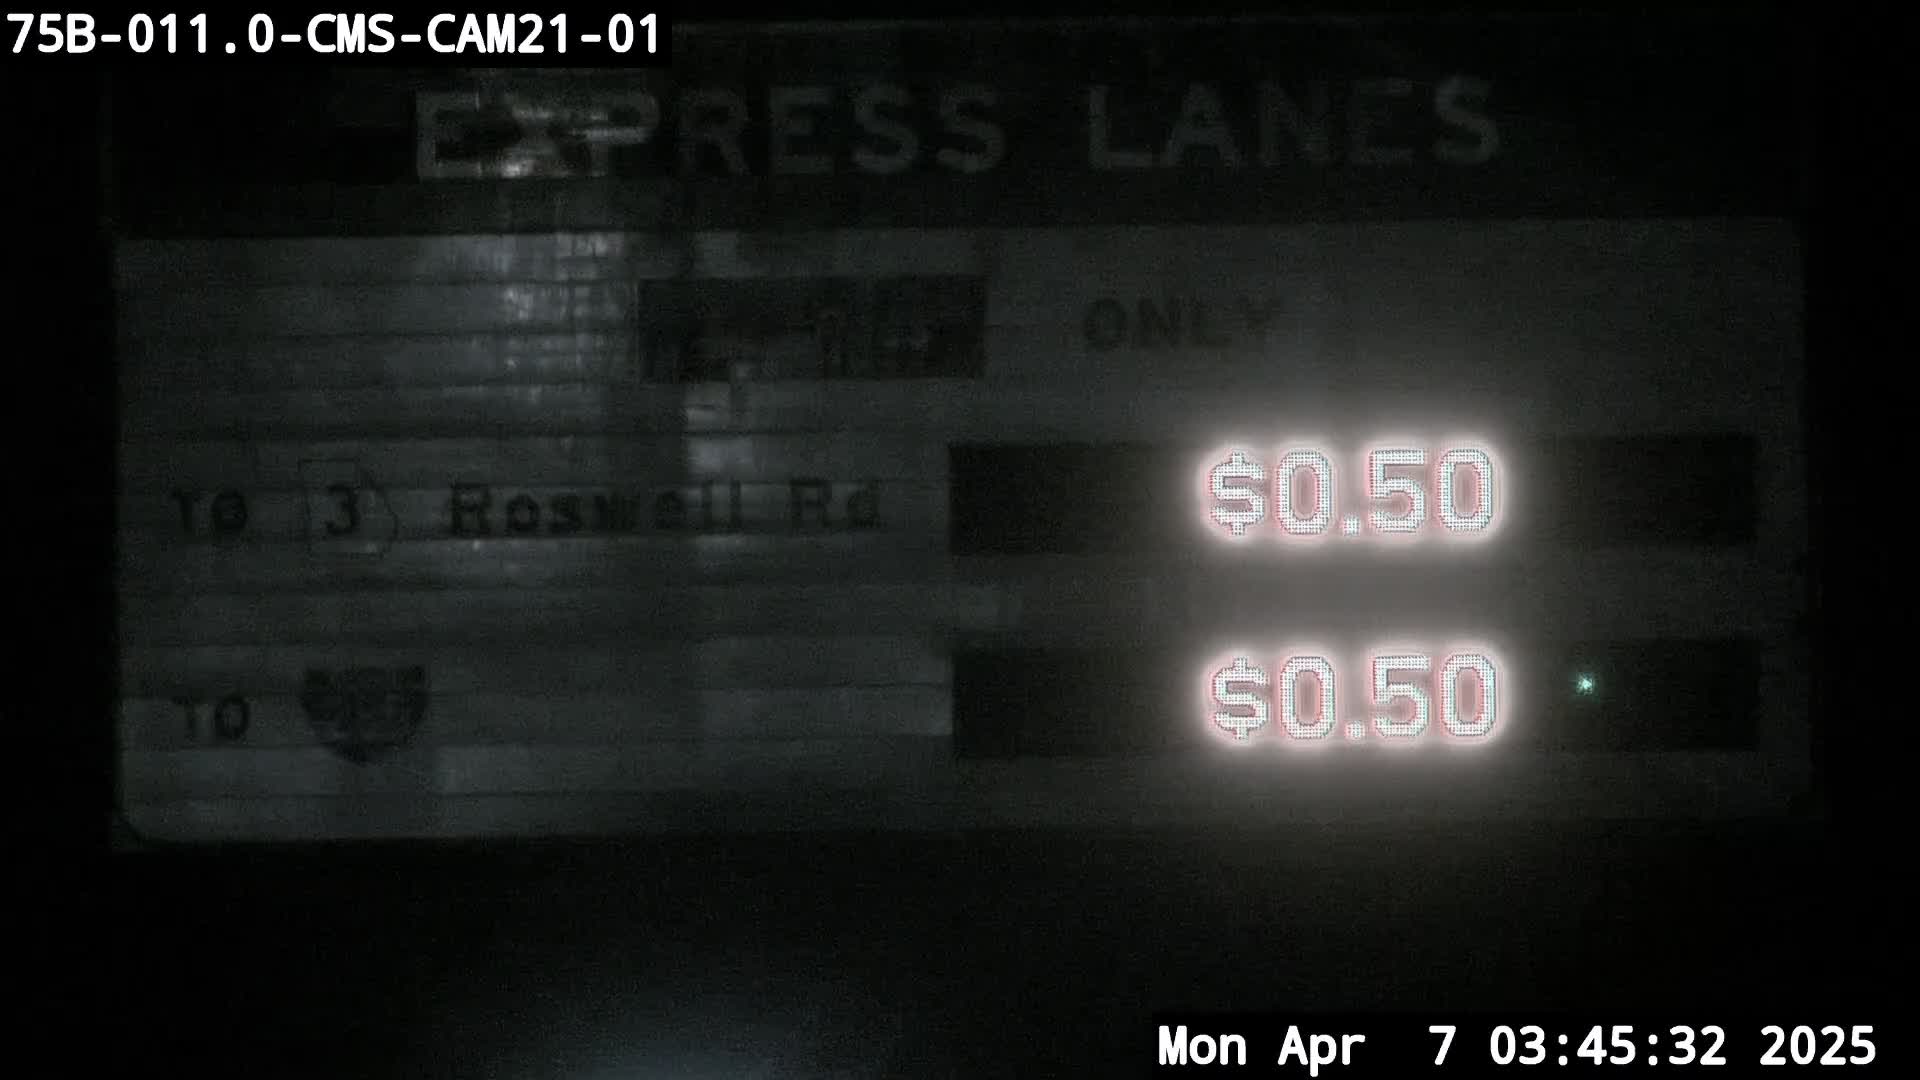 75B-011.0-CMS-CAM21-01
EXPRESS LANES
ONLY
TO 3 Roswell Rd $0.50
TO $0.50
Mon Apr 7 03:45:32 2025